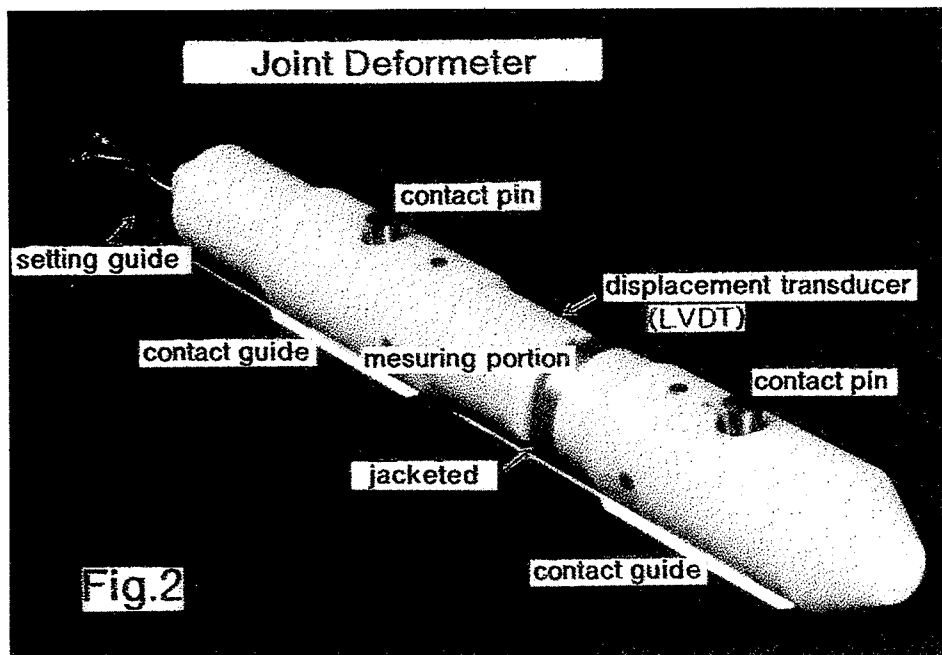 Joint Deformeter
contact pin
setting guide
displacement transducer
(LVDT)
contact guide
mesuring portion
contact pin
jacketed
contact guide
Fig.2